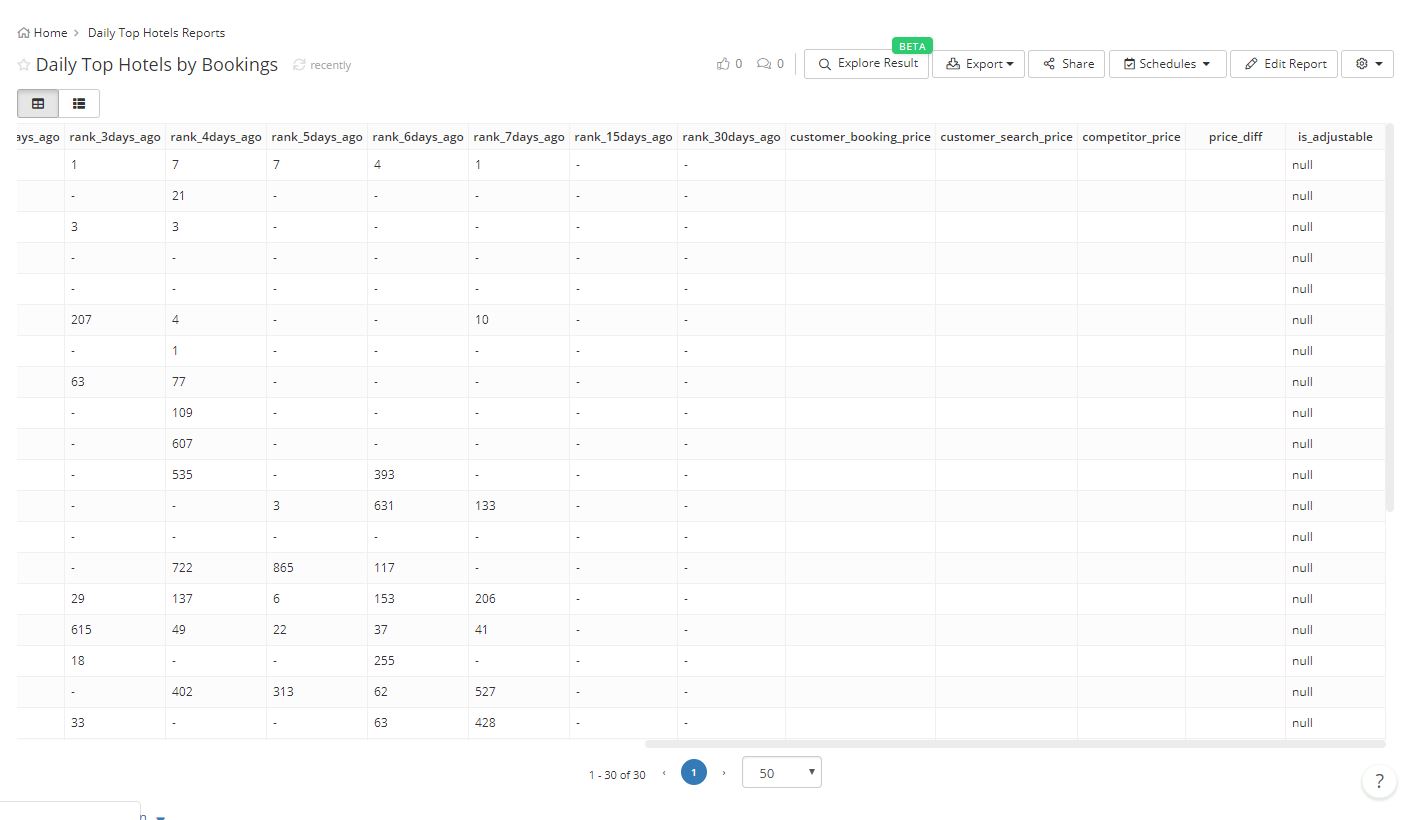 Home > Daily Top Hotels Reports
Daily Top Hotels by Bookings recently 0 0 Explore Result BETA Export Share Schedules Edit Report
ays_ago rank_3days_ago rank_4days_ago rank_5days_ago rank_6days_ago rank_7days_ago rank_15days_ago rank_30days_ago customer_booking_price customer_search_price competitor_price price_diff is_adjustable
1 7 7 4 1 - - null
- 21 - - - - - null
3 3 - - - - - null
- - - - - - - null
- - - - - - - null
207 4 - - 10 - - null
- 1 - - - - - null
63 77 - - - - - null
- 109 - - - - - null
- 607 - - - - - null
- 535 - 393 - - - null
- - 3 631 133 - - null
- - - - - - - null
- 722 865 117 - - - null
29 137 6 153 206 - - null
615 49 22 37 41 - - null
18 - - 255 - - - null
- 402 313 62 527 - - null
33 - - 63 428 - - null
1 - 30 of 30 ‹ 1 › 50
?
n